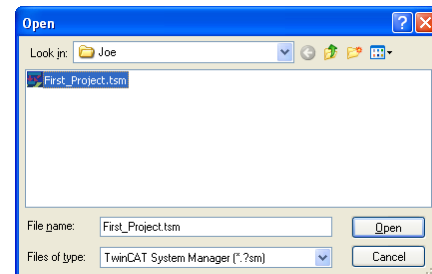 Open
Look in: Joe
First_Project.tsm
File name: First_Project.tsm Open
Files of type: TwinCAT System Manager (*.?sm) Cancel